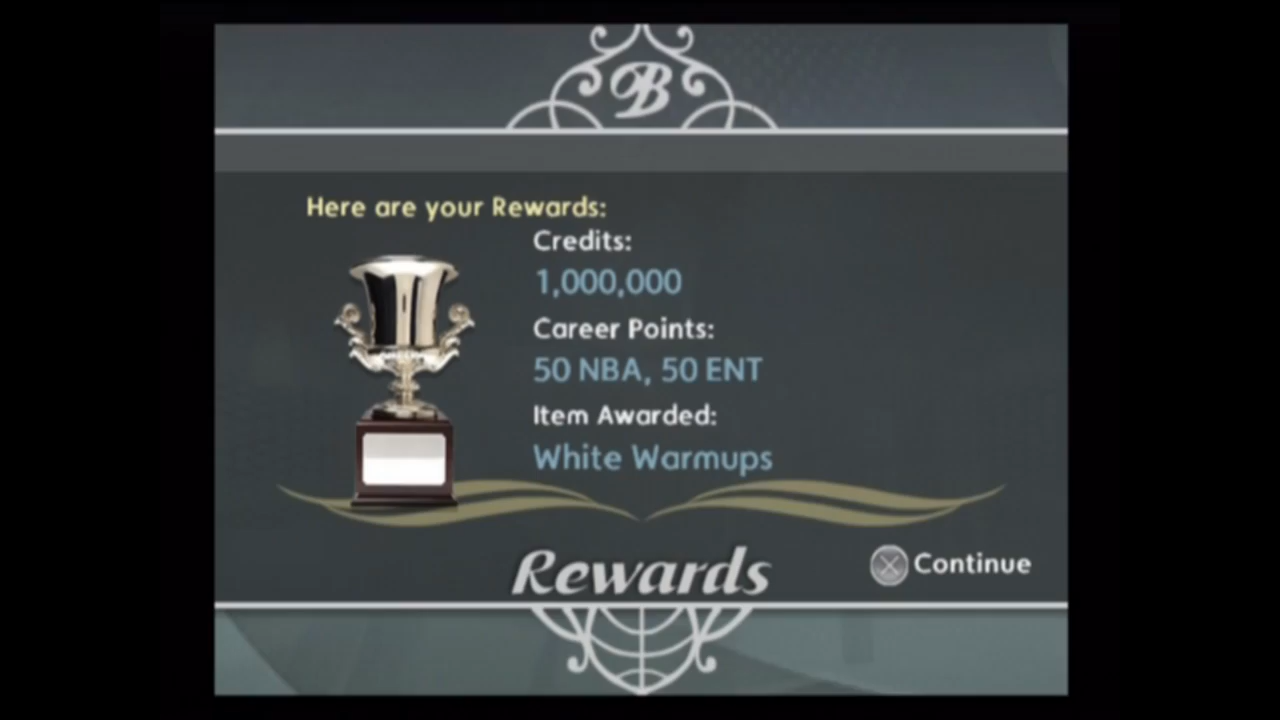 B
Here are your Rewards:
Credits:
1,000,000
Career Points:
50 NBA, 50 ENT
Item Awarded:
White Warmups
Rewards
Continue